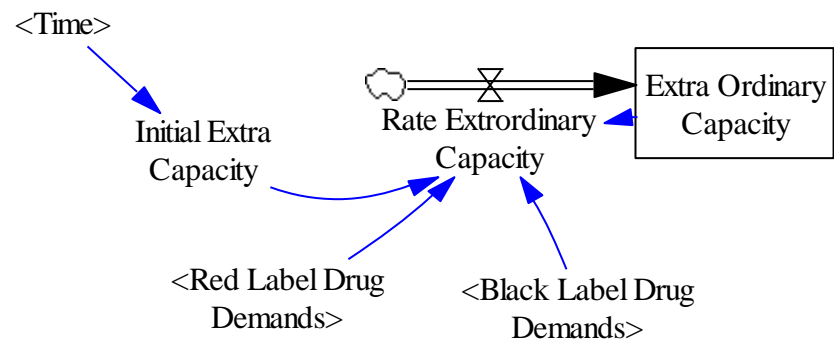 <Time>
Initial Extra
Capacity
Rate Extrordinary
Capacity
Extra Ordinary
Capacity
<Red Label Drug
Demands>
<Black Label Drug
Demands>